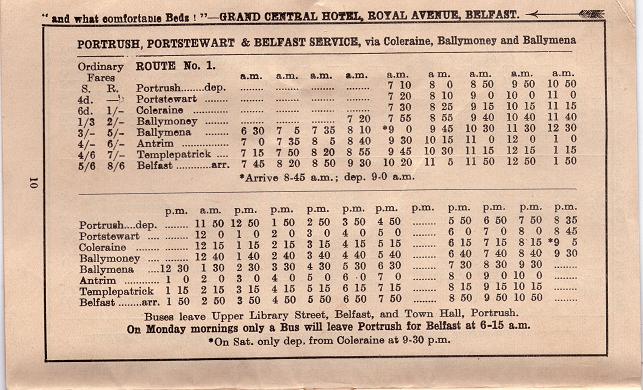 "and what comfortable Beds!"—GRAND CENTRAL HOTEL, ROYAL AVENUE, BELFAST.
PORTRUSH, PORTSTEWART & BELFAST SERVICE, via Coleraine, Ballymoney and Ballymena
Ordinary ROUTE No. 1.
Fares a.m. a.m. a.m. a.m. a.m. a.m. a.m. a.m. a.m.
S. R. Portrush........dep. ........ ........ ........ ........ 7 10 8 0 8 50 9 50 10 50
4d. — Portstewart ........ ........ ........ ........ 7 20 8 10 9 0 10 0 11 0
6d. 1/- Coleraine ........ ........ ........ ........ 7 30 8 25 9 15 10 15 11 15
1/3 2/- Ballymoney ........ ........ ........ 7 20 7 55 8 55 9 40 10 40 11 40
3/- 5/- Ballymena ........ 6 30 7 5 7 35 8 10 *9 0 9 45 10 30 11 30 12 30
4/- 6/- Antrim ........ 7 0 7 35 8 5 8 40 9 30 10 15 11 0 12 0 1 0
4/6 7/- Templepatrick .... 7 15 7 50 8 20 8 55 9 45 10 30 11 15 12 15 1 15
5/6 8/6 Belfast........arr. 7 45 8 20 8 50 9 30 10 20 11 5 11 50 12 50 1 50
*Arrive 8-45 a.m.; dep. 9-0 a.m.
10
p.m. a.m. p.m. p.m. p.m. p.m. p.m. p.m. p.m. p.m. p.m. p.m.
Portrush....dep. ........ 11 50 12 50 1 50 2 50 3 50 4 50 ........ 5 50 6 50 7 50 8 35
Portstewart .... ........ 12 0 1 0 2 0 3 0 4 0 5 0 ........ 6 0 7 0 8 0 8 45
Coleraine ........ ........ 12 15 1 15 2 15 3 15 4 15 5 15 ........ 6 15 7 15 8 15 *9 5
Ballymoney .... ........ 12 40 1 40 2 40 3 40 4 40 5 40 ........ 6 40 7 40 8 40 9 30
Ballymena ......12 30 1 30 2 30 3 30 4 30 5 30 6 30 ........ 7 30 8 30 9 30 ........
Antrim ........ 1 0 2 0 3 0 4 0 5 0 6 0 7 0 ........ 8 0 9 0 10 0 ........
Templepatrick 1 15 2 15 3 15 4 15 5 15 6 15 7 15 ........ 8 15 9 15 10 15 ........
Belfast......arr. 1 50 2 50 3 50 4 50 5 50 6 50 7 50 ........ 8 50 9 50 10 50 ........
Buses leave Upper Library Street, Belfast, and Town Hall, Portrush.
On Monday mornings only a Bus will leave Portrush for Belfast at 6-15 a.m.
*On Sat. only dep. from Coleraine at 9-30 p.m.